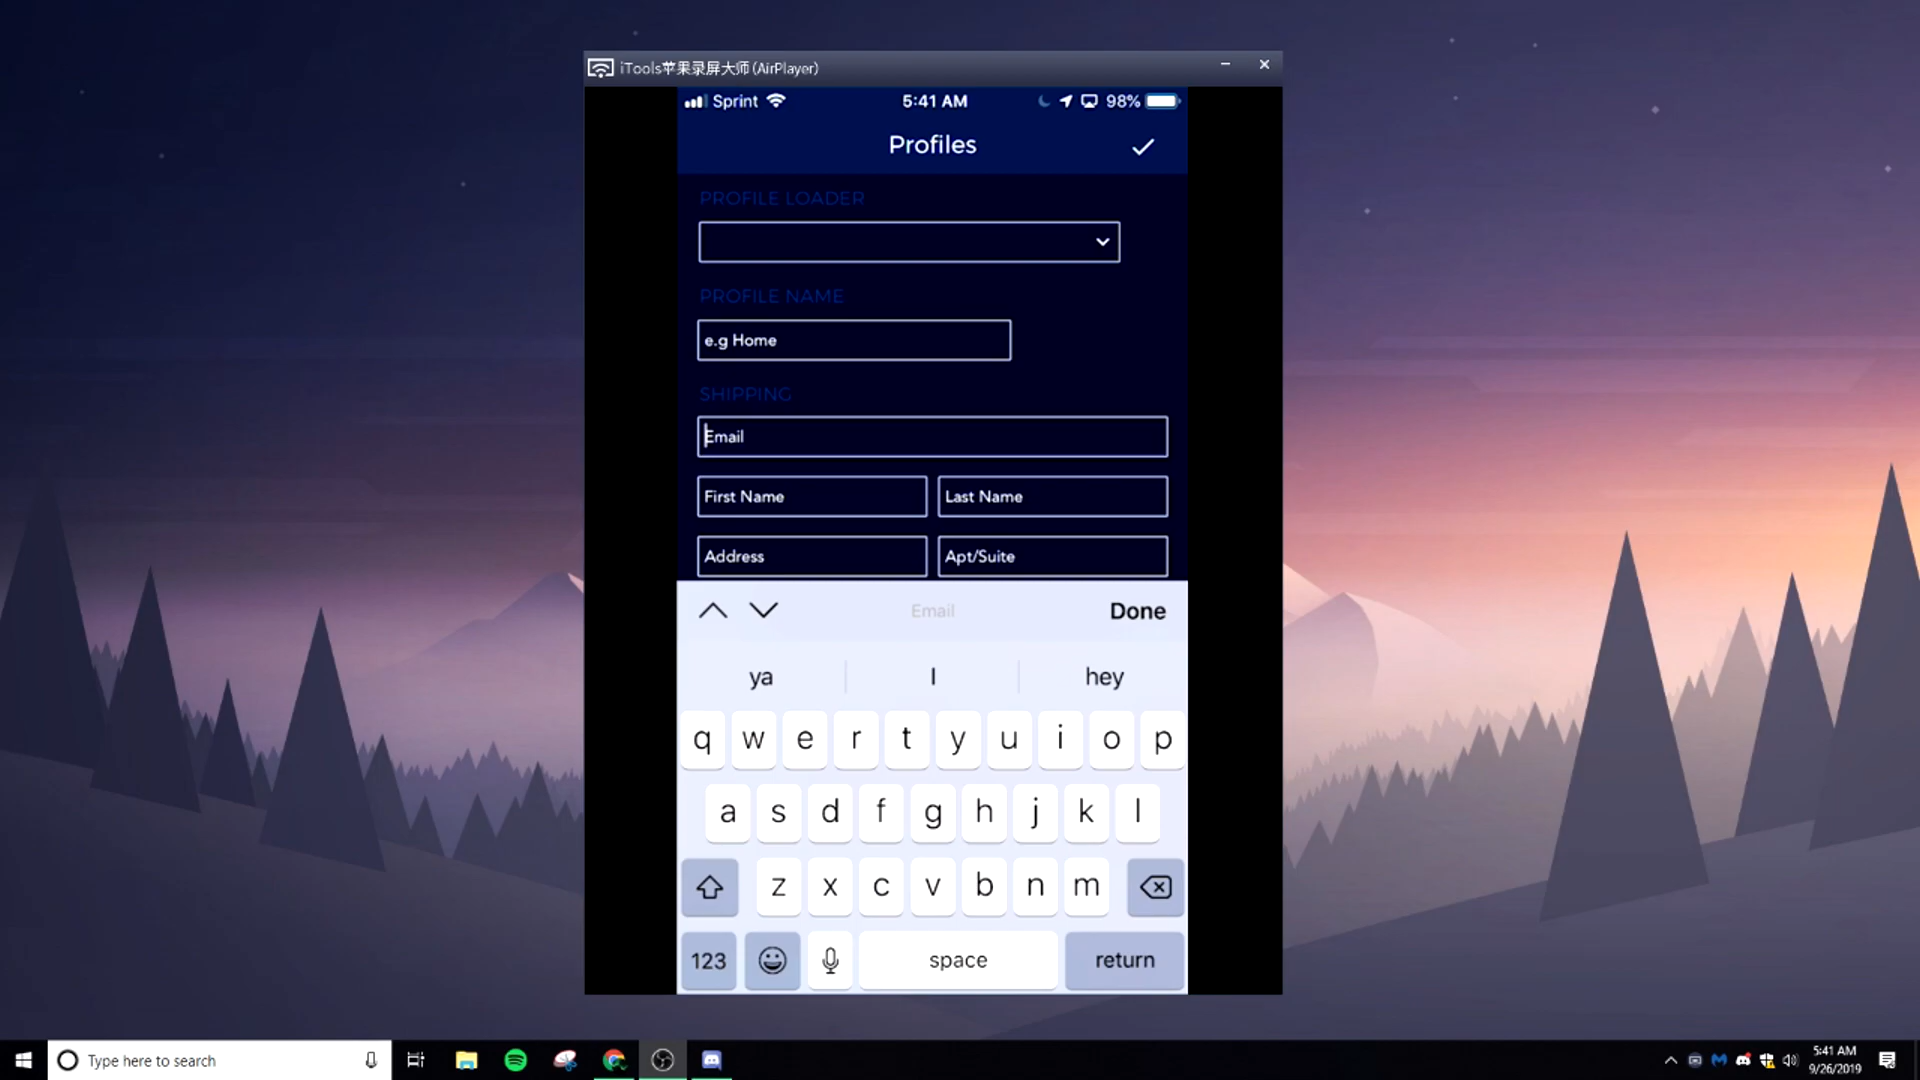 iTools苹果录屏大师(AirPlayer)
Sprint 5:41 AM 98%
Profiles
PROFILE LOADER
PROFILE NAME
e.g Home
SHIPPING
Email
First Name Last Name
Address Apt/Suite
Email Done
ya I hey
q w e r t y u i o p
a s d f g h j k l
z x c v b n m
123 space return
Type here to search
5:41 AM
9/26/2019